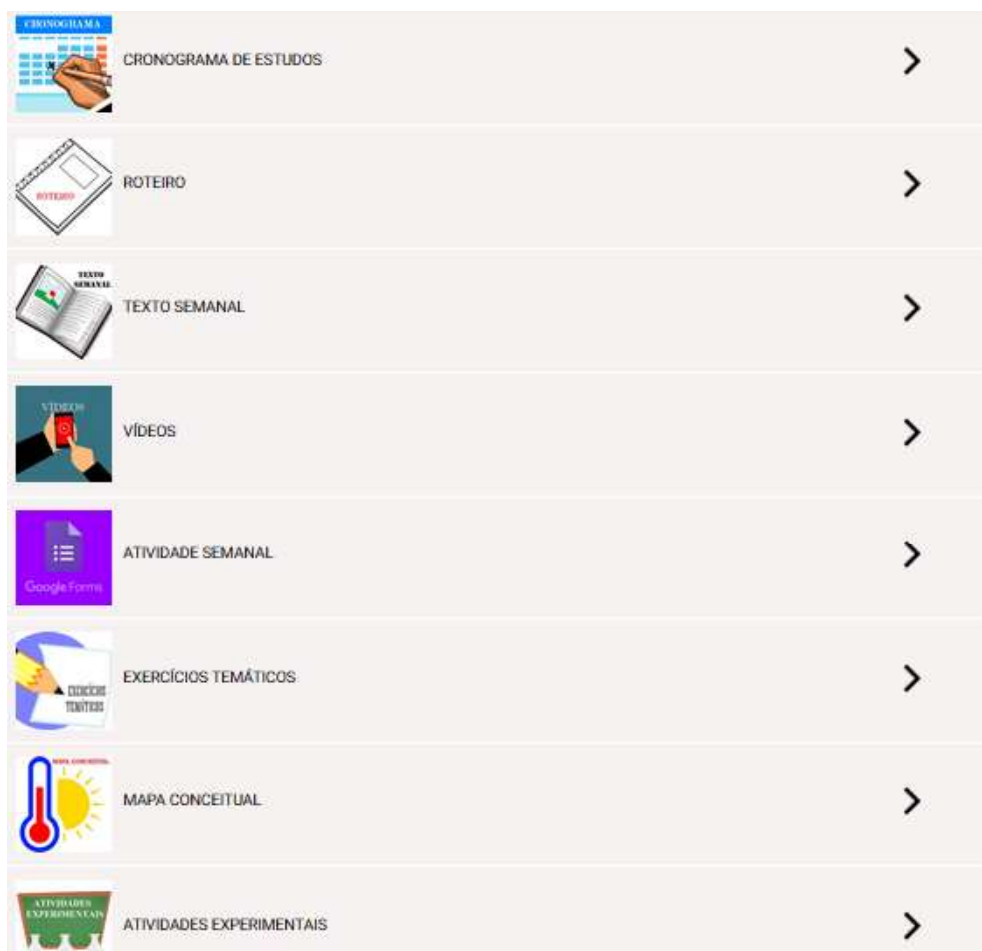 CRONOGRAMA
CRONOGRAMA DE ESTUDOS
ROTEIRO
ROTEIRO
TEXTO
SEMANAL
TEXTO SEMANAL
VÍDEOS
VÍDEOS
Google Forms
ATIVIDADE SEMANAL
EXERCÍCIOS
TEMÁTICOS
EXERCÍCIOS TEMÁTICOS
MAPA CONCEITUAL
MAPA CONCEITUAL
ATIVIDADES
EXPERIMENTAIS
ATIVIDADES EXPERIMENTAIS